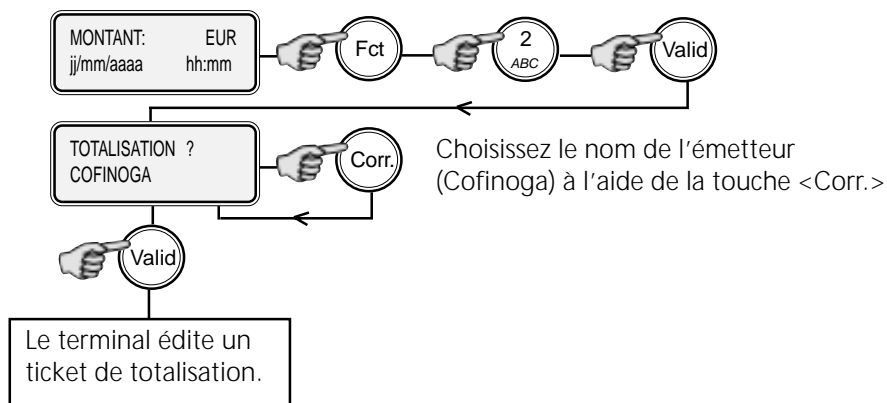 MONTANT: EUR
jj/mm/aaaa hh:mm
Fct
2
ABC
Valid
TOTALISATION ?
COFINOGA
Corr.
Choisissez le nom de l'émetteur
(Cofinoga) à l'aide de la touche <Corr.>
Valid
Le terminal édite un
ticket de totalisation.